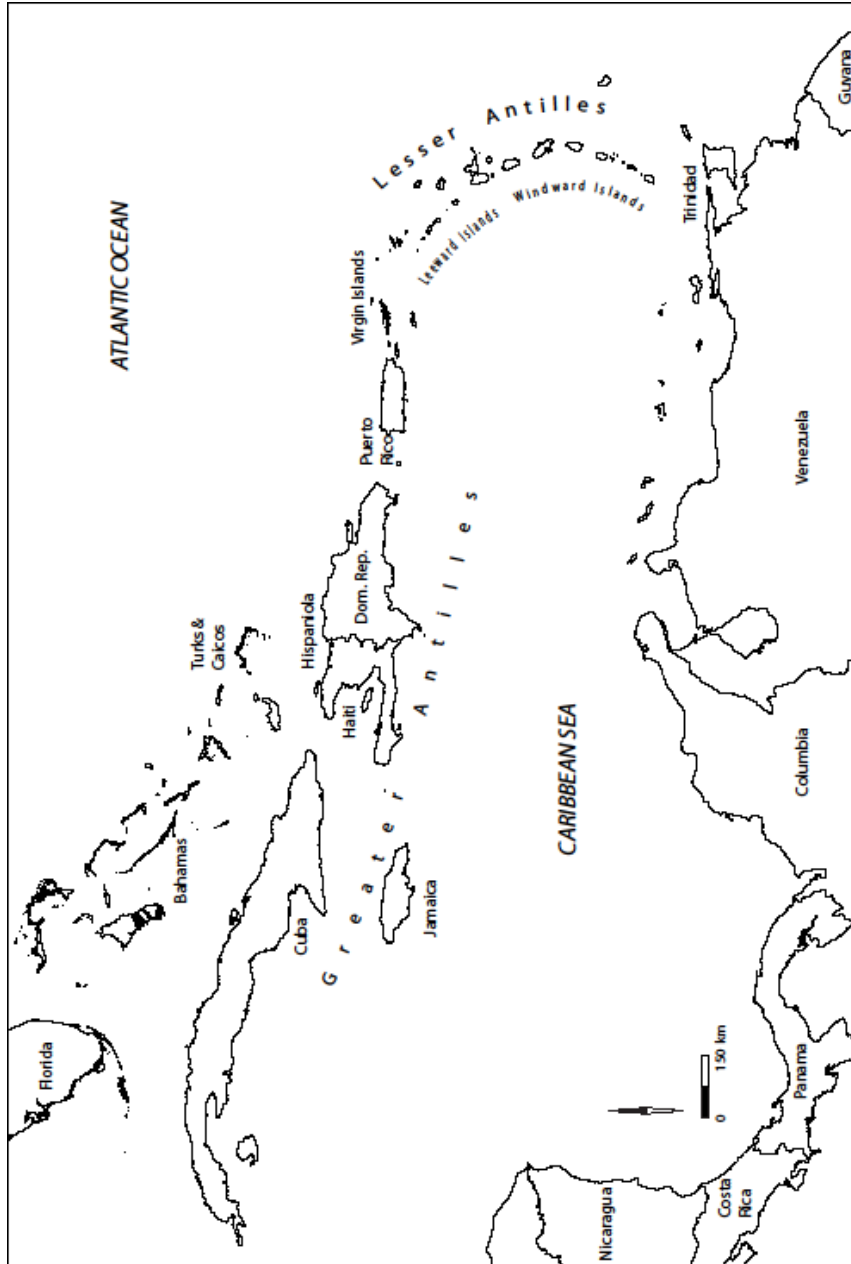 ATLANTIC OCEAN
Florida
Bahamas
Turks &
Caicos
Cuba
Hispaniola
Haiti
Dom. Rep.
Puerto
Rico
Virgin Islands
Lesser Antilles
Leeward Islands
Windward Islands
Greater Antilles
Jamaica
CARIBBEAN SEA
0
150 km
Nicaragua
Costa
Rica
Panama
Columbia
Venezuela
Trinidad
Guyana